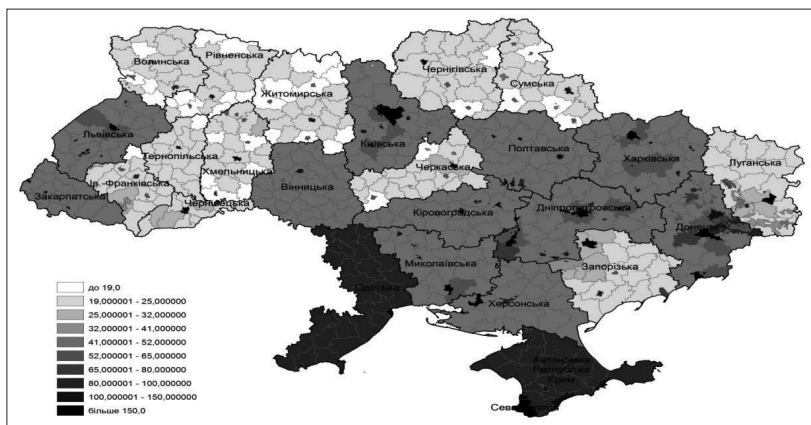 Волинська
Рівненська
Житомирська
Чернігівська
Сумська
Київська
Львівська
Тернопільська
Хмельницька
Ів.-Франківська
Закарпатська
Чернівецька
Вінницька
Черкаська
Полтавська
Харківська
Луганська
Кіровоградська
Дніпропетровська
Донецька
Запорізька
Миколаївська
Одеська
Херсонська
Автономна
Республіка
Крим
до 19,0
19,000001 - 25,000000
25,000001 - 32,000000
32,000001 - 41,000000
41,000001 - 52,000000
52,000001 - 65,000000
65,000001 - 80,000000
80,000001 - 100,000000
100,000001 - 150,000000
більше 150,0